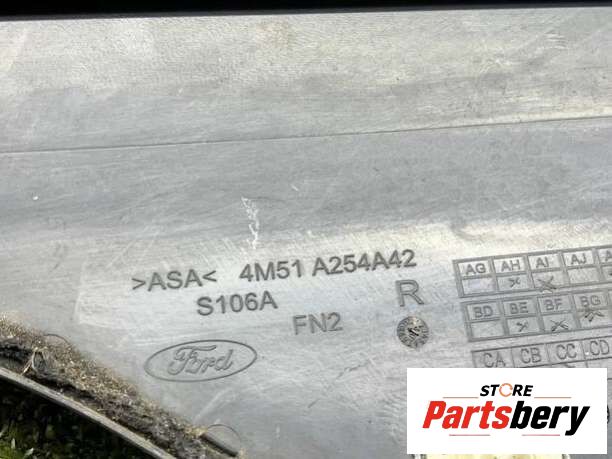 >ASA< 4M51 A254A42
S106A R
FN2
Ford
AG AH AI AJ
BD BE BF BG
CA CB CC CD
STORE
Partsbery